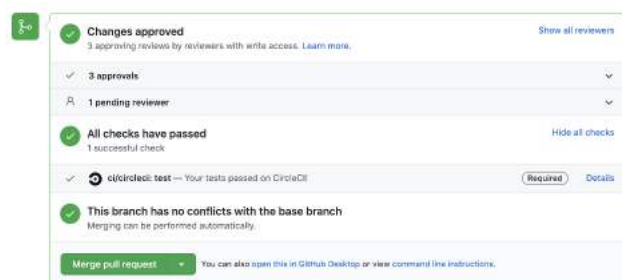 Changes approved
Show all reviewers
3 approving reviews by reviewers with write access. Learn more.
3 approvals
1 pending reviewer
All checks have passed
Hide all checks
1 successful check
ci/circleci: test — Your tests passed on CircleCI!
Required
Details
This branch has no conflicts with the base branch
Merging can be performed automatically.
Merge pull request
You can also open this in GitHub Desktop or view command line instructions.